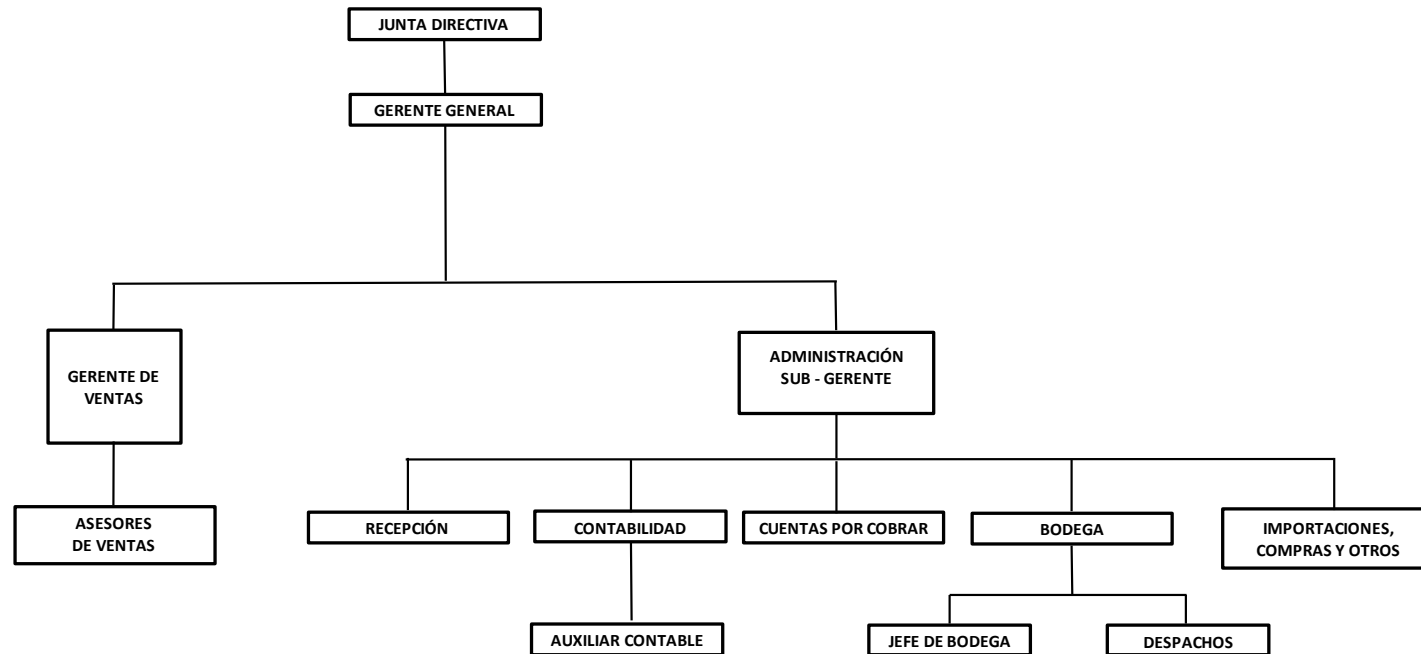 JUNTA DIRECTIVA
GERENTE GENERAL
GERENTE DE
VENTAS
ADMINISTRACIÓN
SUB - GERENTE
ASESORES
DE VENTAS
RECEPCIÓN
CONTABILIDAD
CUENTAS POR COBRAR
BODEGA
IMPORTACIONES,
COMPRAS Y OTROS
AUXILIAR CONTABLE
JEFE DE BODEGA
DESPACHOS